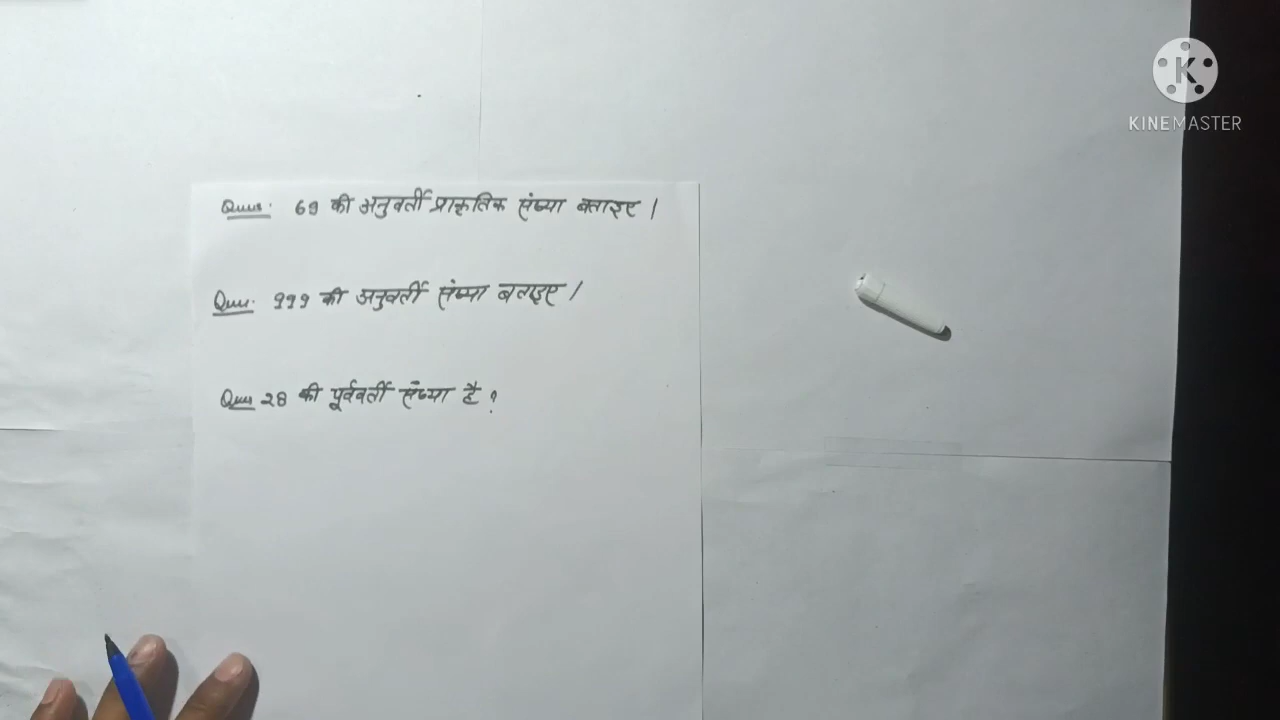 Ques. 69 की अनुवर्ती प्राकृतिक संख्या बताइए |
Ques. 999 की अनुवर्ती संख्या बताइए |
Ques 28 की पूर्ववर्ती संख्या है ?
K
KINEMASTER